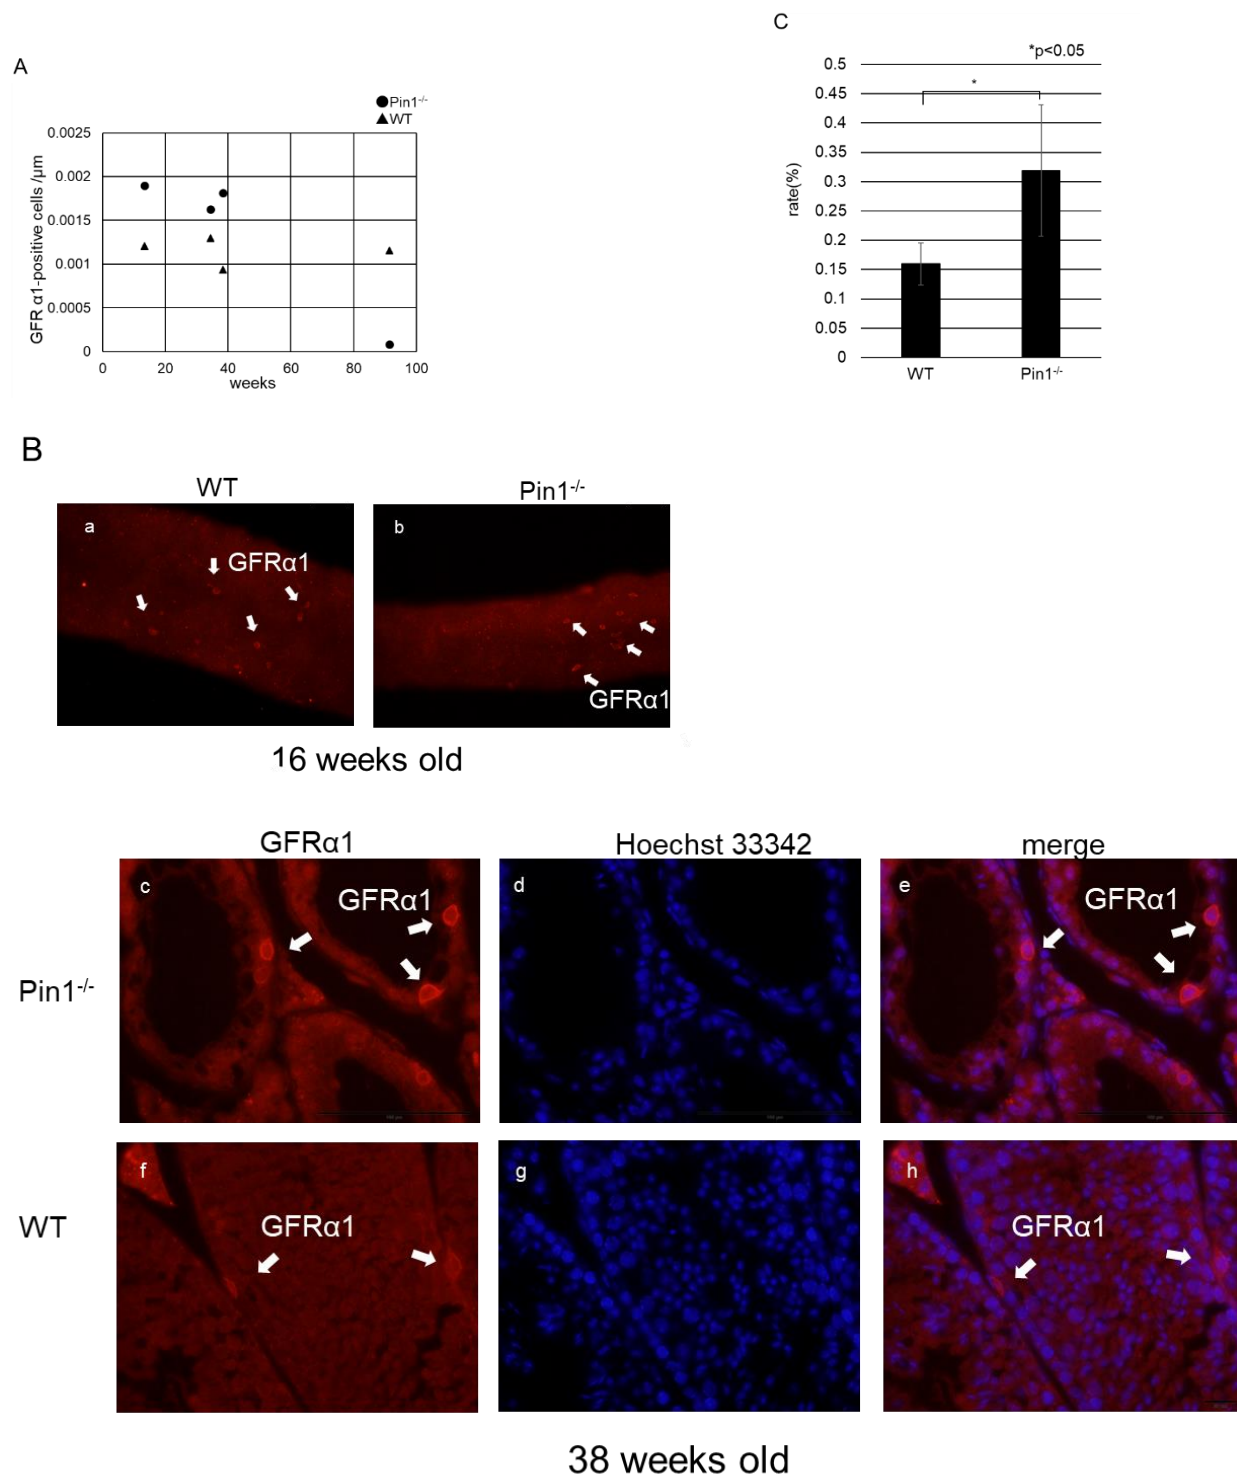 A
Pin1-/-
WT
0.0025
0.002
0.0015
0.001
0.0005
0
GFR α1-positive cells /μm
0 20 40 60 80 100
weeks
C
*p<0.05
*
0.5
0.45
0.4
0.35
0.3
0.25
0.2
0.15
0.1
0.05
0
rate(%)
WT Pin1-/-
B
WT Pin1-/-
a
GFRα1
b
GFRα1
16 weeks old
GFRα1 Hoechst 33342 merge
Pin1-/-
c
GFRα1
d
e
GFRα1
WT
f
GFRα1
g
h
GFRα1
38 weeks old